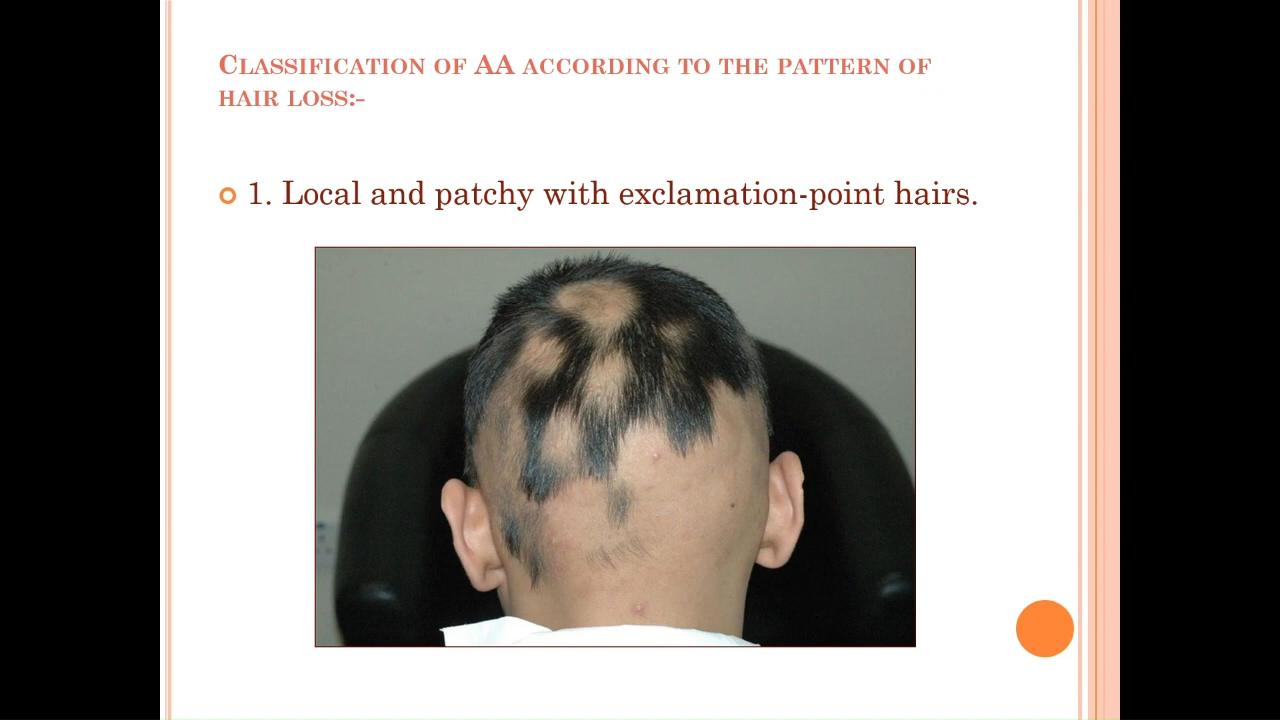 Classification of AA according to the pattern of
hair loss:-
1. Local and patchy with exclamation-point hairs.